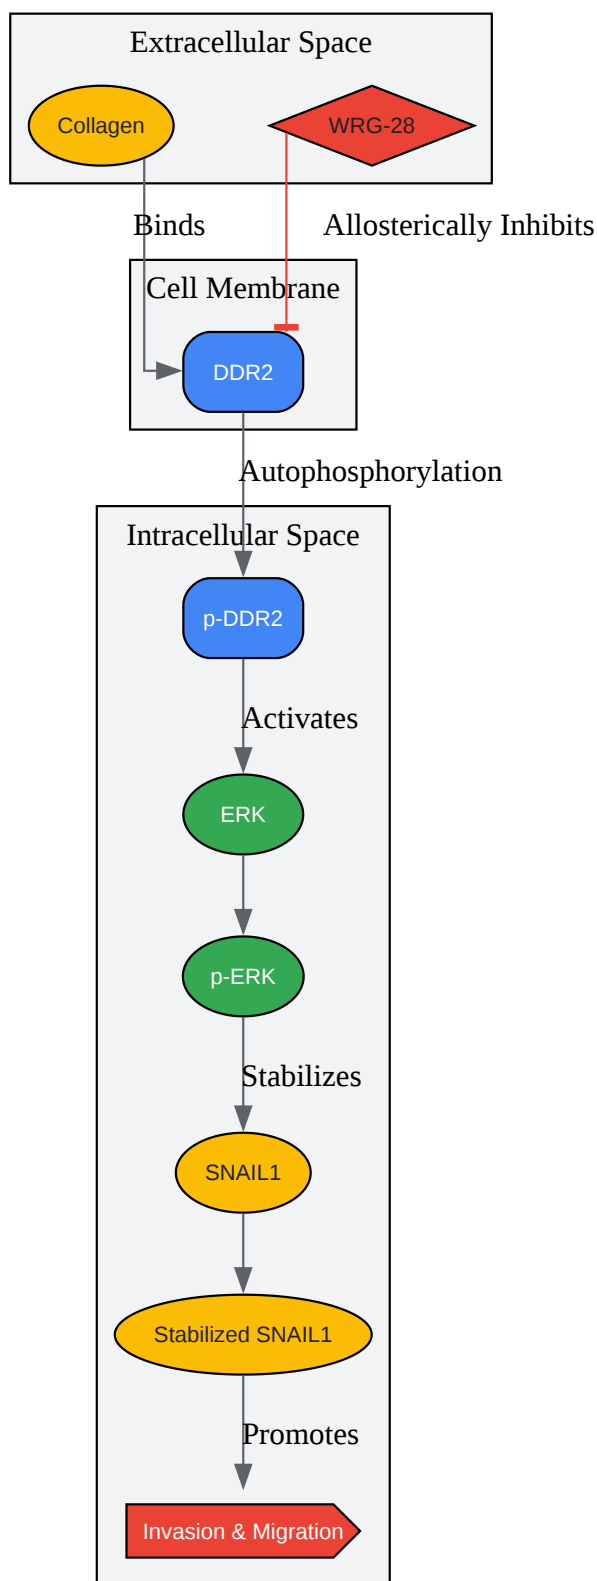 Extracellular Space
Collagen
WRG-28
Binds
Allosterically Inhibits
Cell Membrane
DDR2
Autophosphorylation
Intracellular Space
p-DDR2
Activates
ERK
p-ERK
Stabilizes
SNAIL1
Stabilized SNAIL1
Promotes
Invasion & Migration